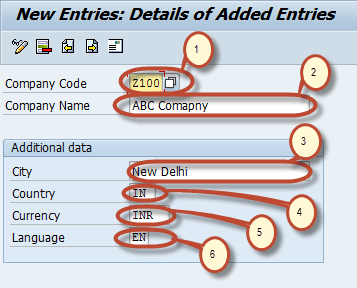 New Entries: Details of Added Entries
1
Company Code Z100
2
Company Name ABC Comapny
3
Additional data
City New Delhi
Country IN
4
Currency INR
5
Language EN
6